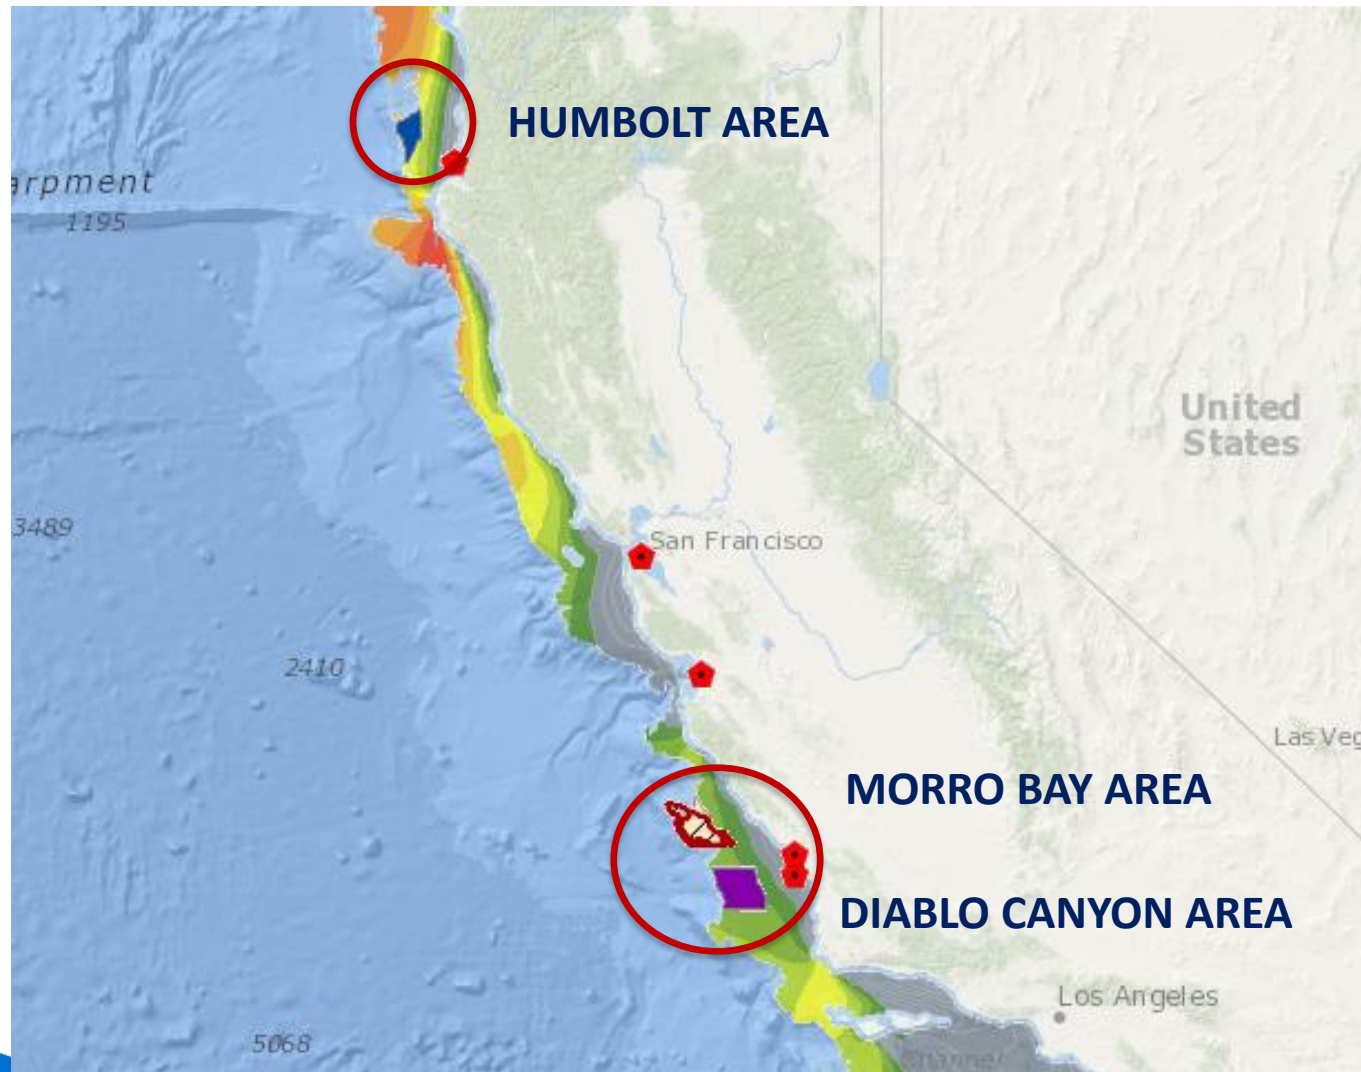 HUMBOLT AREA
arpment
1195
United
States
3489
San Francisco
2410
Las Veg
MORRO BAY AREA
DIABLO CANYON AREA
Los Angeles
5068
Channel